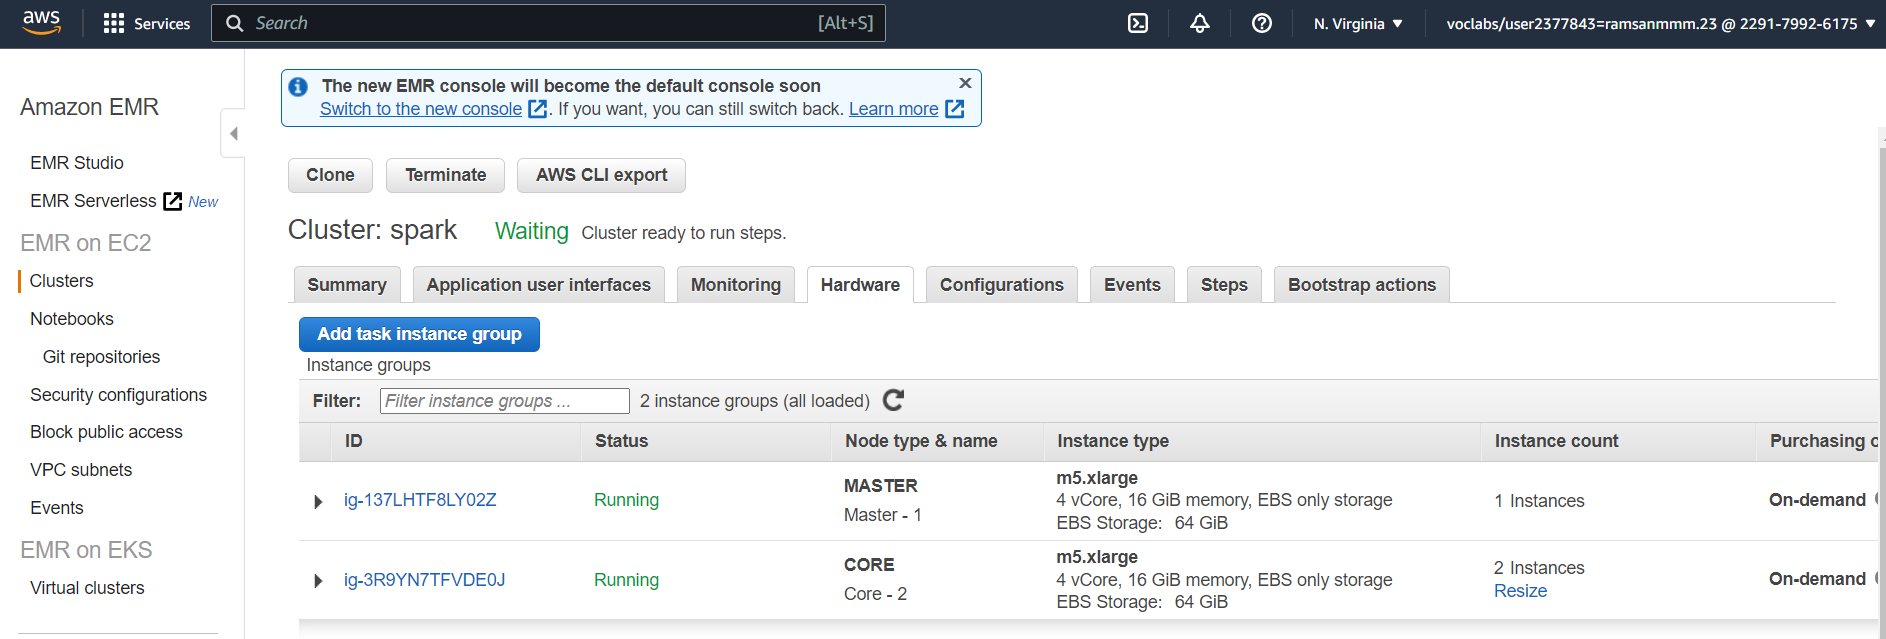 aws
Services
Search
[Alt+S]
N. Virginia
voclabs/user2377843=ramsanmmm.23 @ 2291-7992-6175
Amazon EMR
EMR Studio
EMR Serverless New
EMR on EC2
Clusters
Notebooks
Git repositories
Security configurations
Block public access
VPC subnets
Events
EMR on EKS
Virtual clusters
The new EMR console will become the default console soon
Switch to the new console . If you want, you can still switch back. Learn more
Clone Terminate AWS CLI export
Cluster: spark Waiting Cluster ready to run steps.
Summary Application user interfaces Monitoring Hardware Configurations Events Steps Bootstrap actions
Add task instance group
Instance groups
Filter: Filter instance groups ... 2 instance groups (all loaded)
ID Status Node type & name Instance type Instance count Purchasing
ig-137LHTF8LY02Z Running MASTER
Master - 1
m5.xlarge
4 vCore, 16 GiB memory, EBS only storage
EBS Storage: 64 GiB
1 Instances
On-demand
ig-3R9YN7TFVDE0J Running CORE
Core - 2
m5.xlarge
4 vCore, 16 GiB memory, EBS only storage
EBS Storage: 64 GiB
2 Instances
Resize
On-demand